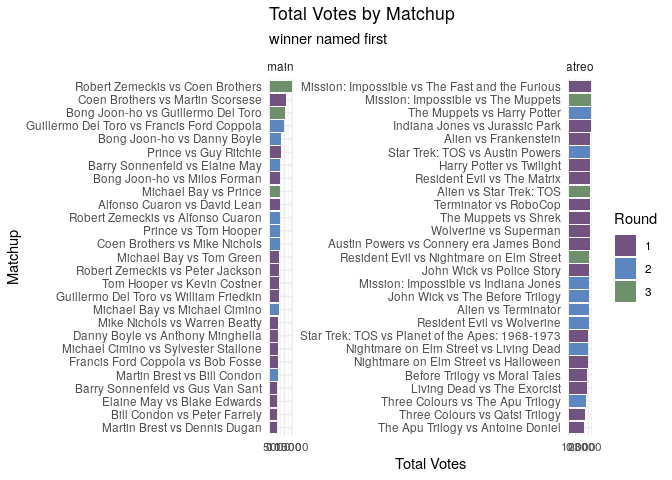 Total Votes by Matchup
winner named first
main
atreo
Matchup
Robert Zemeckis vs Coen Brothers
Coen Brothers vs Martin Scorsese
Bong Joon-ho vs Guillermo Del Toro
Guillermo Del Toro vs Francis Ford Coppola
Bong Joon-ho vs Danny Boyle
Prince vs Guy Ritchie
Barry Sonnenfeld vs Elaine May
Bong Joon-ho vs Milos Forman
Michael Bay vs Prince
Alfonso Cuaron vs David Lean
Robert Zemeckis vs Alfonso Cuaron
Prince vs Tom Hooper
Coen Brothers vs Mike Nichols
Michael Bay vs Tom Green
Robert Zemeckis vs Peter Jackson
Tom Hooper vs Kevin Costner
Guillermo Del Toro vs William Friedkin
Michael Bay vs Michael Cimino
Mike Nichols vs Warren Beatty
Danny Boyle vs Anthony Minghella
Michael Cimino vs Sylvester Stallone
Francis Ford Coppola vs Bob Fosse
Martin Brest vs Bill Condon
Barry Sonnenfeld vs Gus Van Sant
Elaine May vs Blake Edwards
Bill Condon vs Peter Farrely
Martin Brest vs Dennis Dugan
Mission: Impossible vs The Fast and the Furious
Mission: Impossible vs The Muppets
The Muppets vs Harry Potter
Indiana Jones vs Jurassic Park
Alien vs Frankenstein
Star Trek: TOS vs Austin Powers
Harry Potter vs Twilight
Resident Evil vs The Matrix
Alien vs Star Trek: TOS
Terminator vs RoboCop
The Muppets vs Shrek
Wolverine vs Superman
Austin Powers vs Connery era James Bond
Resident Evil vs Nightmare on Elm Street
John Wick vs Police Story
Mission: Impossible vs Indiana Jones
John Wick vs The Before Trilogy
Alien vs Terminator
Resident Evil vs Wolverine
Star Trek: TOS vs Planet of the Apes: 1968-1973
Nightmare on Elm Street vs Living Dead
Nightmare on Elm Street vs Halloween
Before Trilogy vs Moral Tales
Living Dead vs The Exorcist
Three Colours vs The Apu Trilogy
Three Colours vs Qatsi Trilogy
The Apu Trilogy vs Antoine Doniel
Total Votes
Round
1
2
3